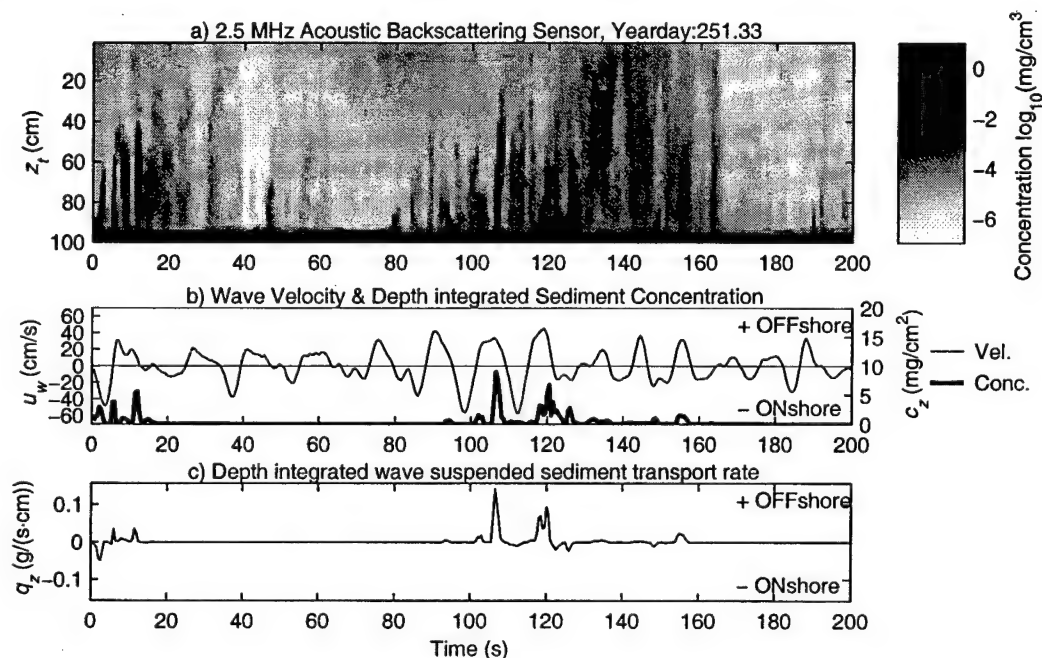 a) 2.5 MHz Acoustic Backscattering Sensor, Yearday:251.33
20
40
60
80
100
z_t (cm)
0 20 40 60 80 100 120 140 160 180 200
0
−2
−4
−6
Concentration log10(mg/cm³)
b) Wave Velocity & Depth integrated Sediment Concentration
60
40
20
0
−20
−40
−60
u_w (cm/s)
+ OFFshore
− ONshore
20
15
10
5
0
c_z (mg/cm²)
Vel.
Conc.
0 20 40 60 80 100 120 140 160 180 200
c) Depth integrated wave suspended sediment transport rate
0.1
0
−0.1
q_z (g/(s·cm))
+ OFFshore
− ONshore
0 20 40 60 80 100 120 140 160 180 200
Time (s)